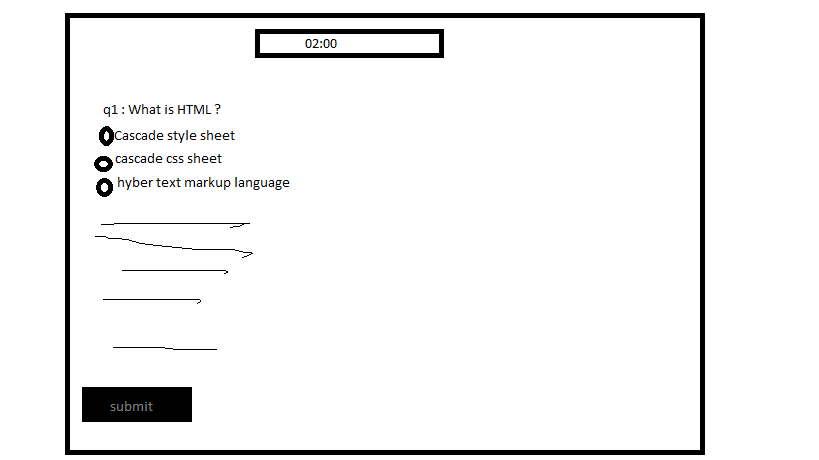 02:00
q1 : What is HTML ?
Cascade style sheet
cascade css sheet
hyber text markup language
submit